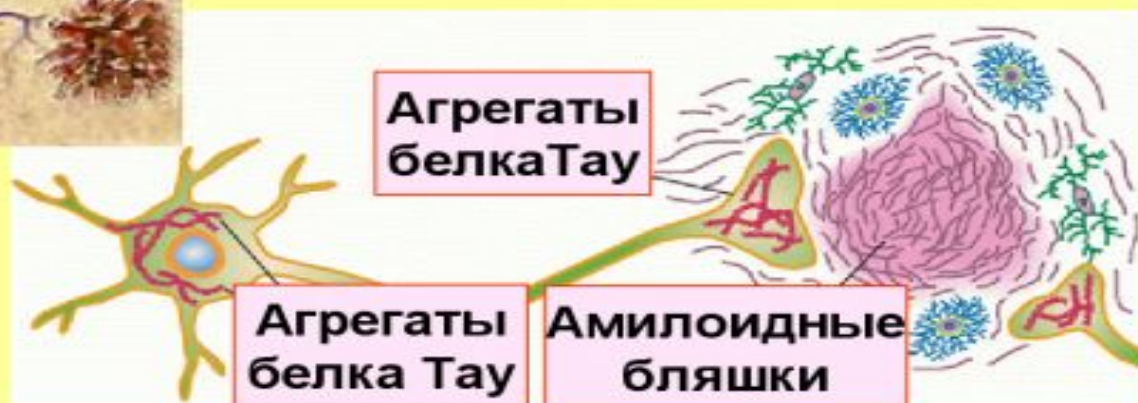 Агрегаты
белкаТау
Агрегаты
белка Тау
Амилоидные
бляшки